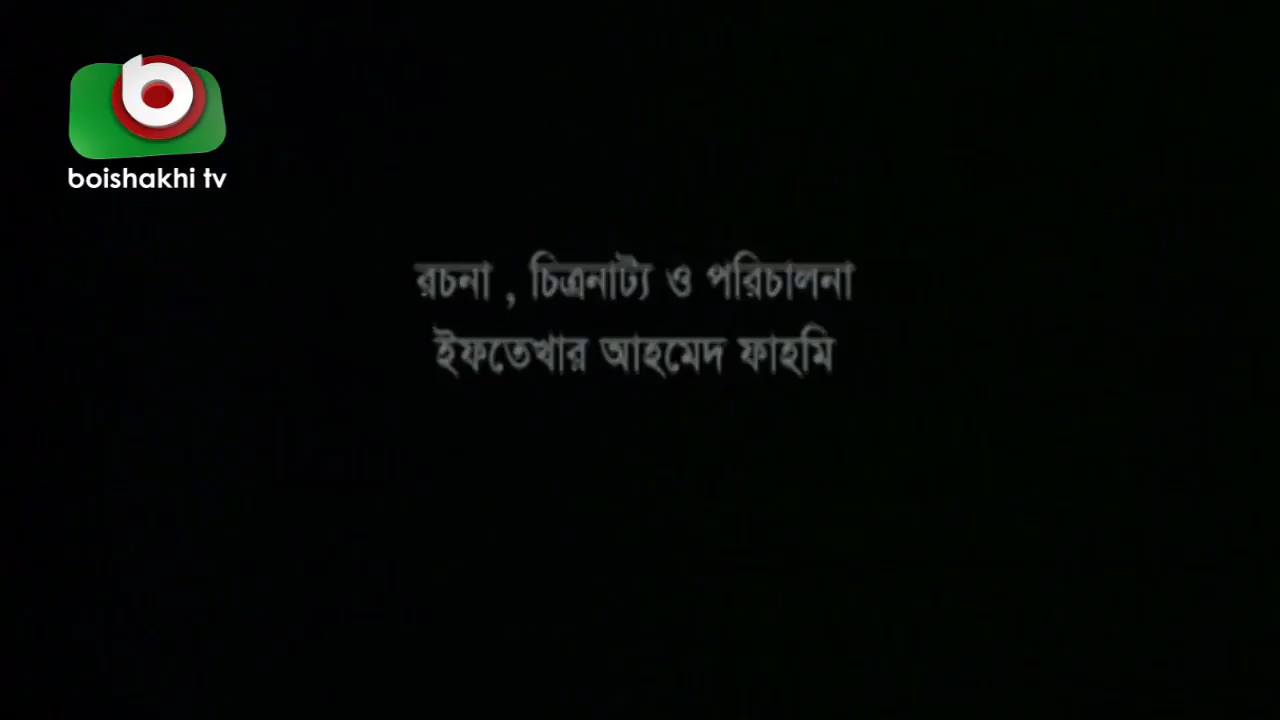 boishakhi tv
রচনা , চিত্রনাট্য ও পরিচালনা
ইফতেখার আহমেদ ফাহমি